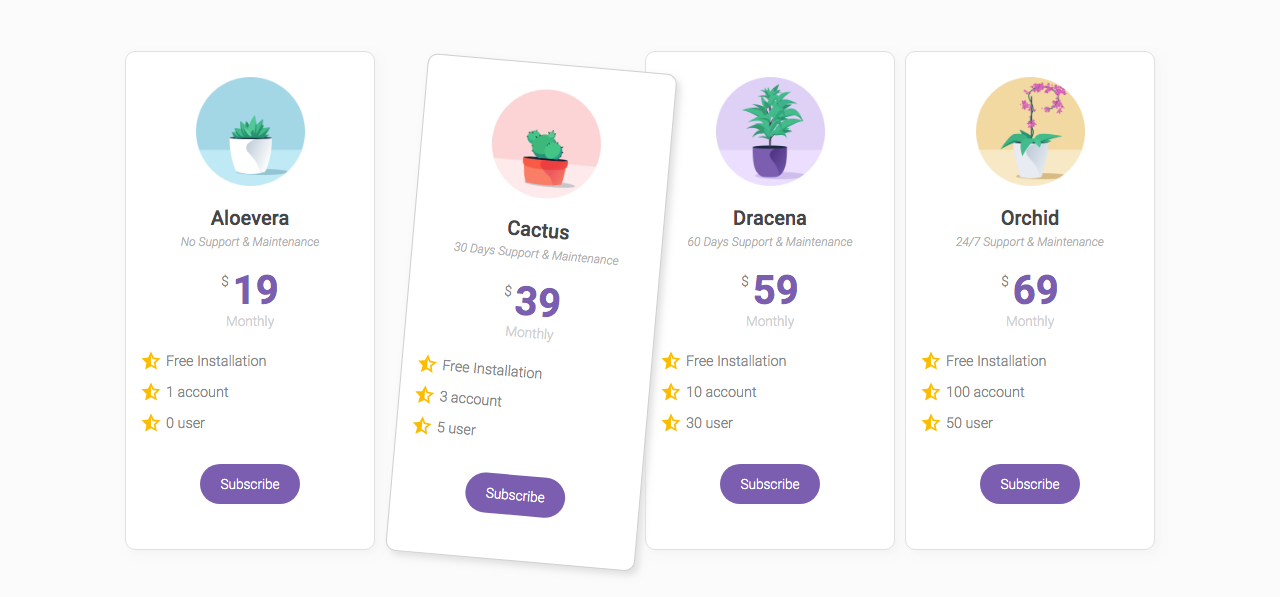 Aloevera
No Support & Maintenance
$ 19
Monthly
Free Installation
1 account
0 user
Subscribe
Cactus
30 Days Support & Maintenance
$ 39
Monthly
Free Installation
3 account
5 user
Subscribe
Dracena
60 Days Support & Maintenance
$ 59
Monthly
Free Installation
10 account
30 user
Subscribe
Orchid
24/7 Support & Maintenance
$ 69
Monthly
Free Installation
100 account
50 user
Subscribe